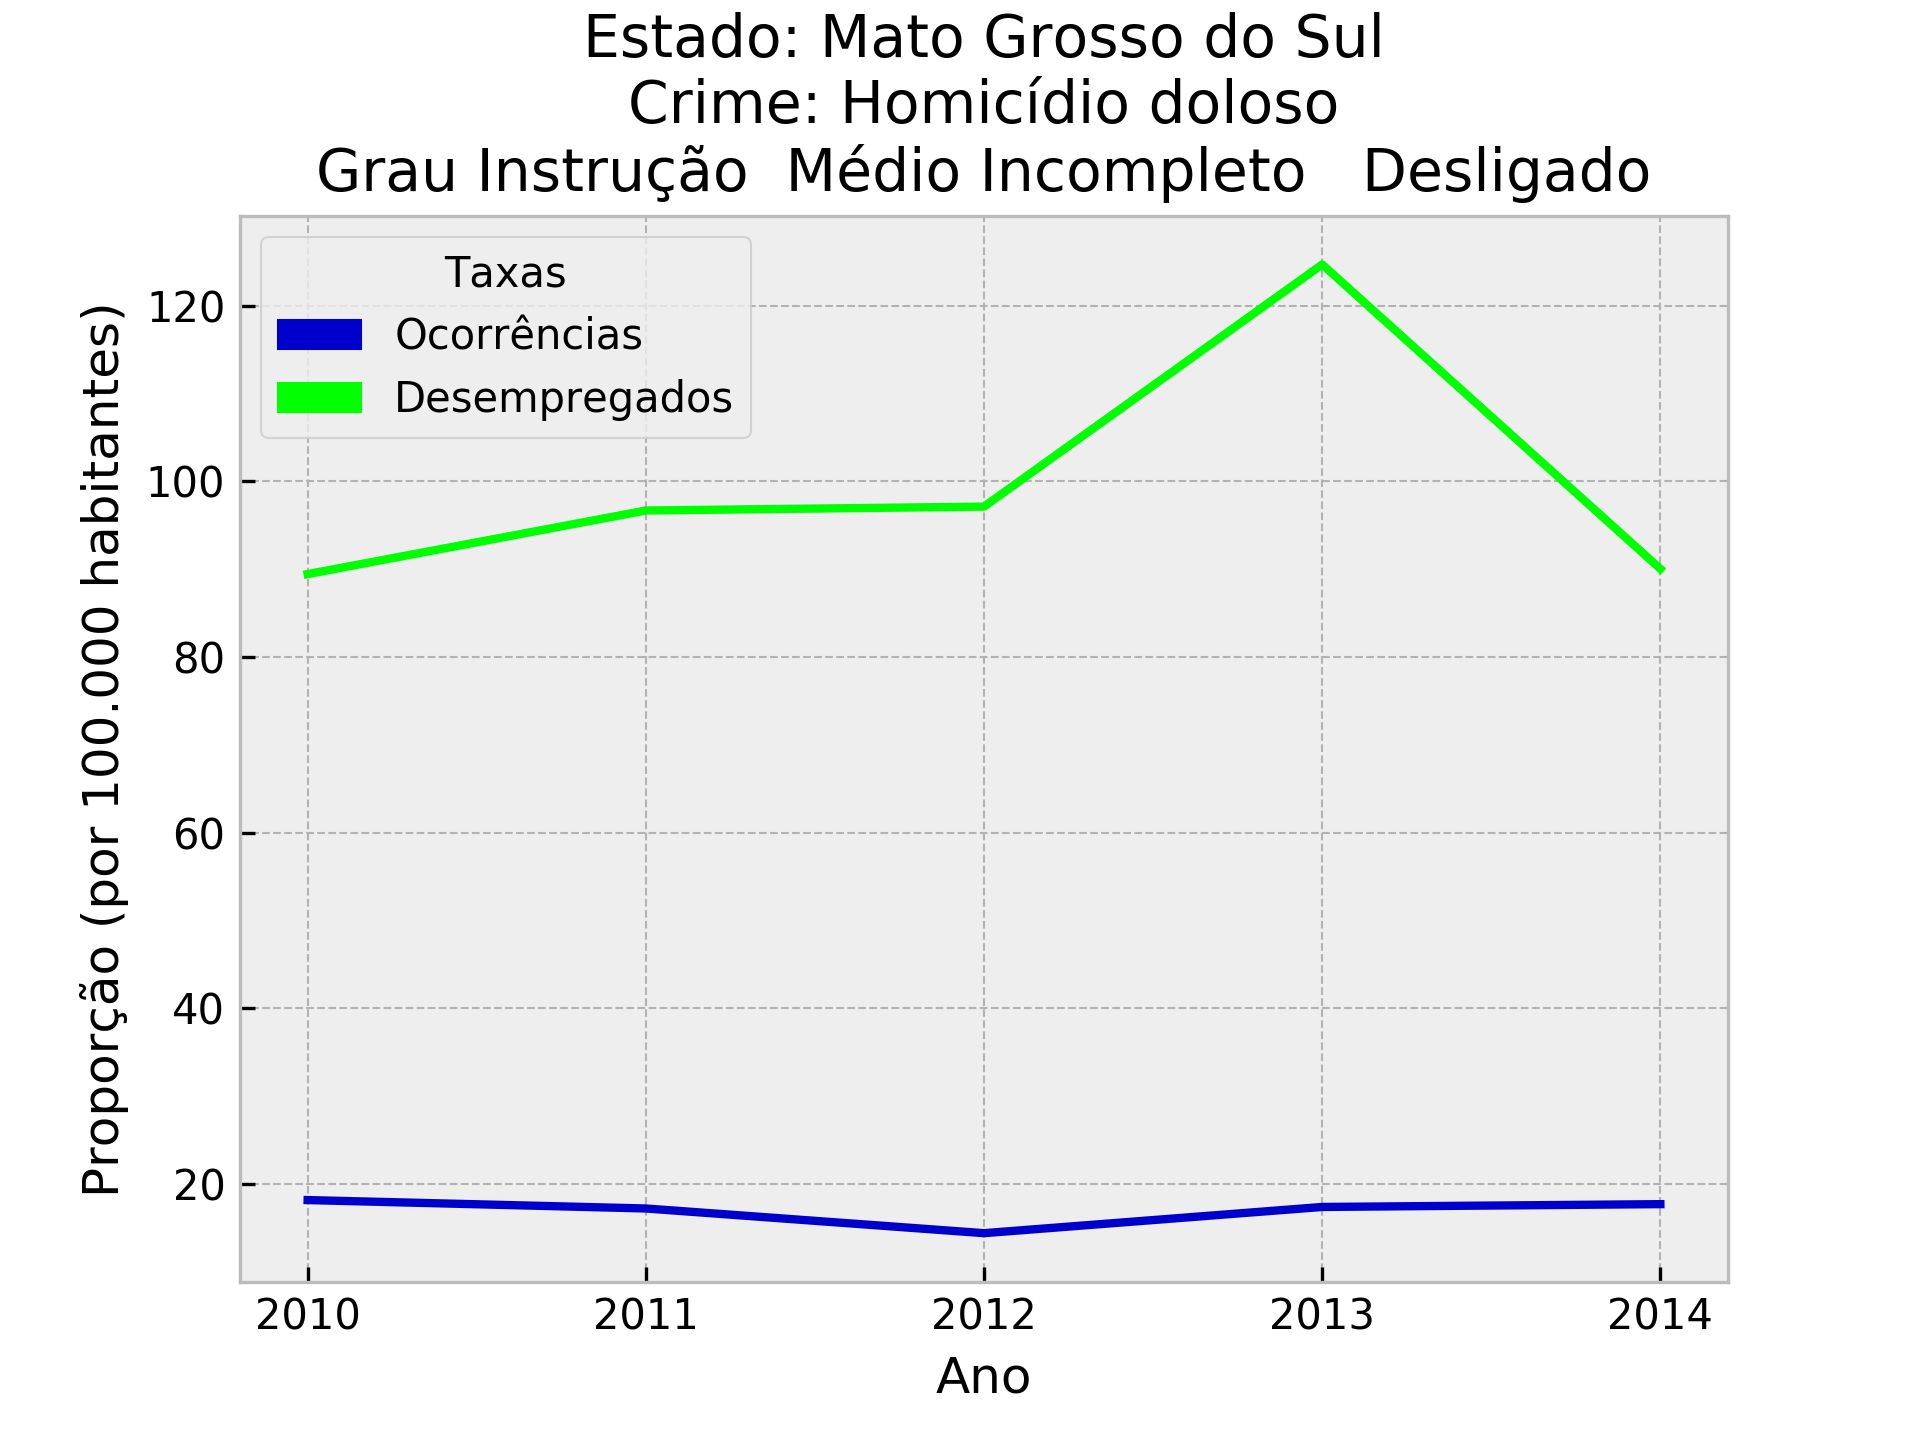 Estado: Mato Grosso do Sul
Crime: Homicídio doloso
Grau Instrução  Médio Incompleto   Desligado
Taxas
Ocorrências
Desempregados
Proporção (por 100.000 habitantes)
120
100
80
60
40
20
2010 2011 2012 2013 2014
Ano